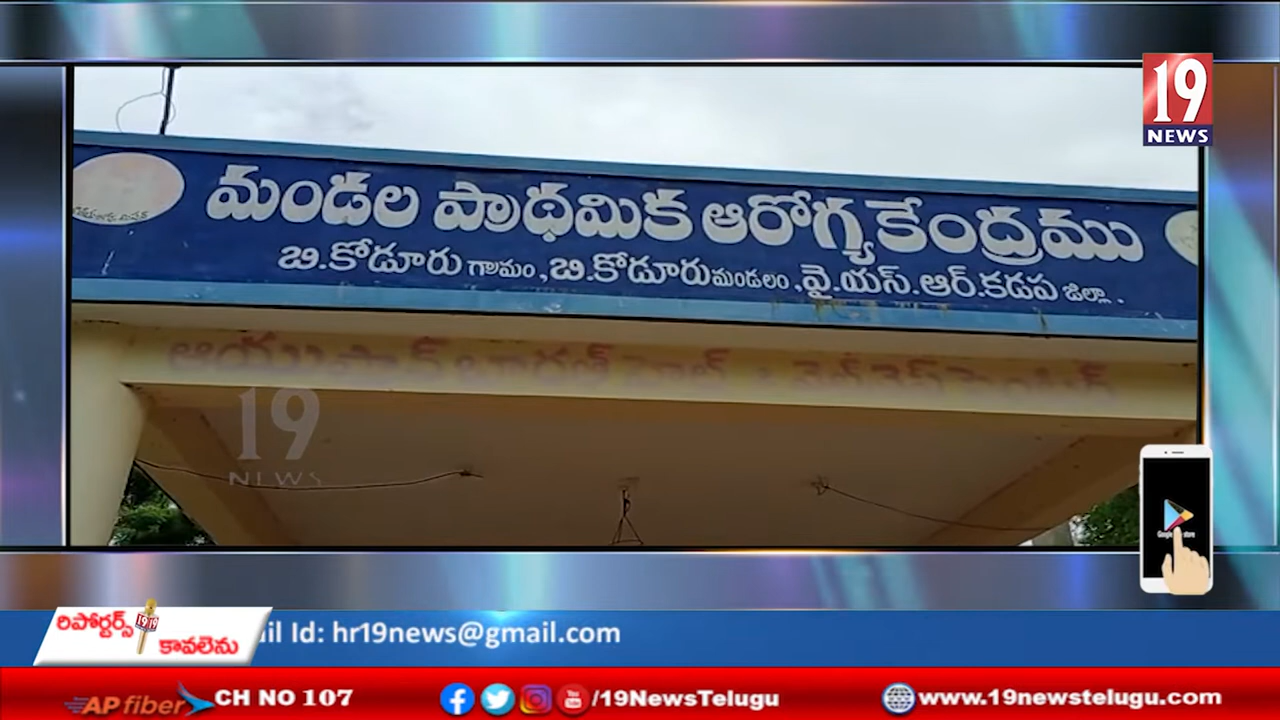 19
NEWS
మండల పాథమిక ఆరోగ్య కేంద్రము
బి.కోడూరు గ్రామం, బి.కోడూరు మండలం, వై.యస్.ఆర్.కడప జిల్లా.
19
NEWS
రిపోర్టర్స్
కావలెను
ail Id: hr19news@gmail.com
AP fiber CH NO 107
/19NewsTelugu
www.19newstelugu.com